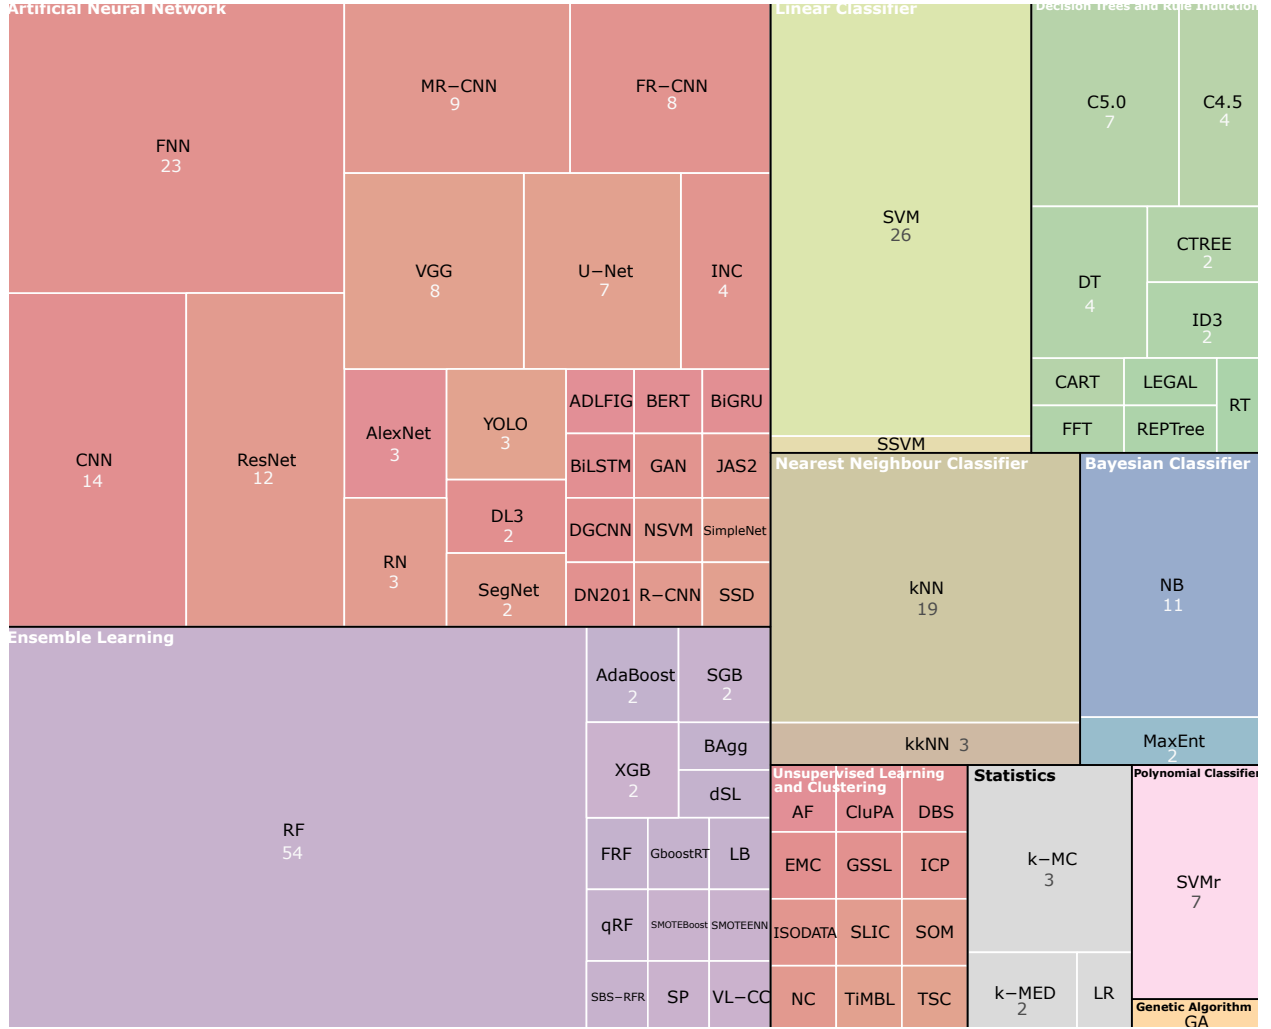 Artificial Neural Network
FNN
23
MR−CNN
9
FR−CNN
8
VGG
8
U−Net
7
INC
4
CNN
14
ResNet
12
AlexNet
3
YOLO
3
RN
3
DL3
2
SegNet
2
ADLFIG
BERT
BiGRU
BiLSTM
GAN
JAS2
DGCNN
NSVM
SimpleNet
DN201
R−CNN
SSD
Linear Classifier
SVM
26
SSVM
Decision Trees and Rule Induction
C5.0
7
C4.5
4
DT
4
CTREE
2
ID3
2
CART
LEGAL
RT
FFT
REPTree
Nearest Neighbour Classifier
kNN
19
kkNN 3
Bayesian Classifier
NB
11
MaxEnt
2
Ensemble Learning
RF
54
AdaBoost
2
SGB
2
XGB
2
BAgg
dSL
FRF
GboostRT
LB
qRF
SMOTEBoost
SMOTEENN
SBS−RFR
SP
VL−CC
Unsupervised Learning
and Clustering
AF
CluPA
DBS
EMC
GSSL
ICP
ISODATA
SLIC
SOM
NC
TiMBL
TSC
Statistics
k−MC
3
k−MED
2
LR
Polynomial Classifier
SVMr
7
Genetic Algorithm
GA